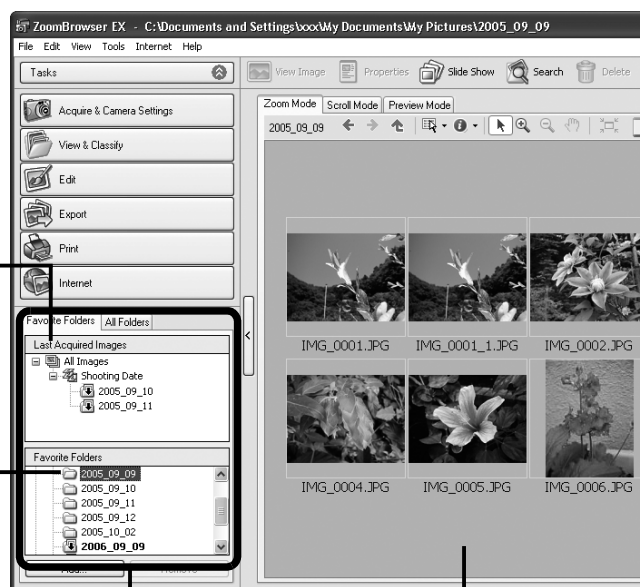 ZoomBrowser EX - C:\Documents and Settings\xxx\My Documents\My Pictures\2005_09_09
File Edit View Tools Internet Help
Tasks
View Image Properties Slide Show Search Delete
Acquire & Camera Settings
View & Classify
Edit
Export
Print
Internet
Zoom Mode Scroll Mode Preview Mode
2005_09_09
Favorite Folders All Folders
Last Acquired Images
All Images
Shooting Date
2005_09_10
2005_09_11
Favorite Folders
2005_09_09
2005_09_10
2005_09_11
2005_09_12
2005_10_02
2006_09_09
Add... Remove
IMG_0001.JPG IMG_0001_1.JPG IMG_0002.JPG
IMG_0004.JPG IMG_0005.JPG IMG_0006.JPG